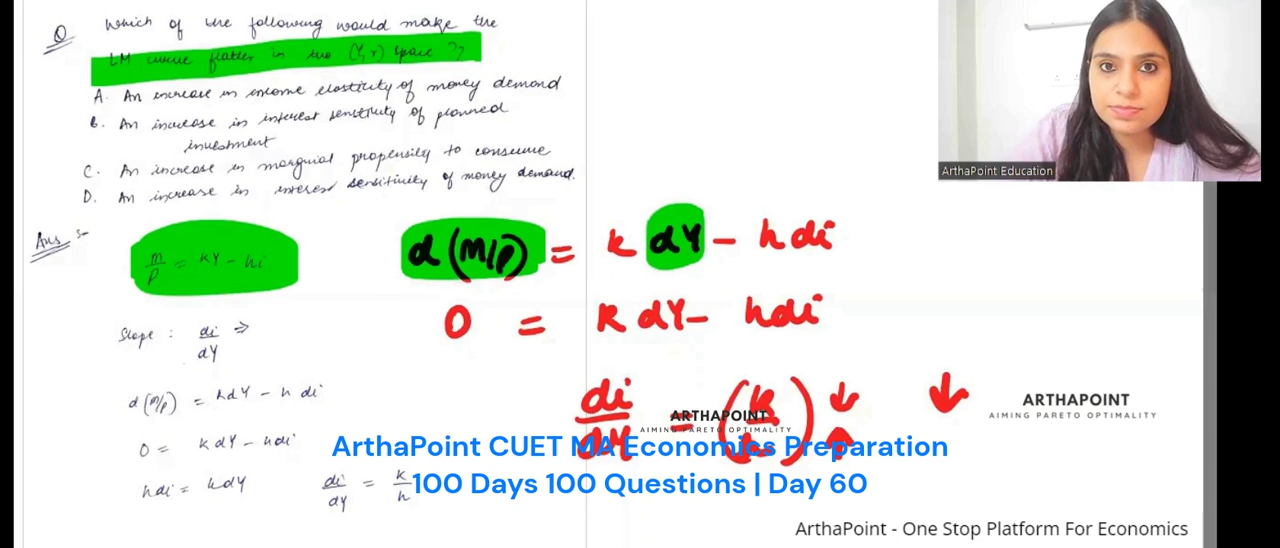 Q Which of the following would make the
LM curve flatter in the (Y, r) space ??
A. An increase in income elasticity of money demand
B. An increase in interest sensitivity of planned
investment
C. An increase in marginal propensity to consume
D. An increase in interest sensitivity of money demand.
Ans :-
M/P = KY - hi
Slope : di/dY ⇒
d(M/P) = kdY - h di
0 = k dY - h di
hdi = kdY di/dY = k/h
d(M/P) = k dY - h di
0 = k dY - h di
di/dY = (k/h) ↓ ↑ ↓
ArthaPoint Education
ARTHAPOINT
AIMING PARETO OPTIMALITY
ARTHAPOINT
AIMING PARETO OPTIMALITY
ArthaPoint CUET MA Economics Preparation
100 Days 100 Questions | Day 60
ArthaPoint - One Stop Platform For Economics